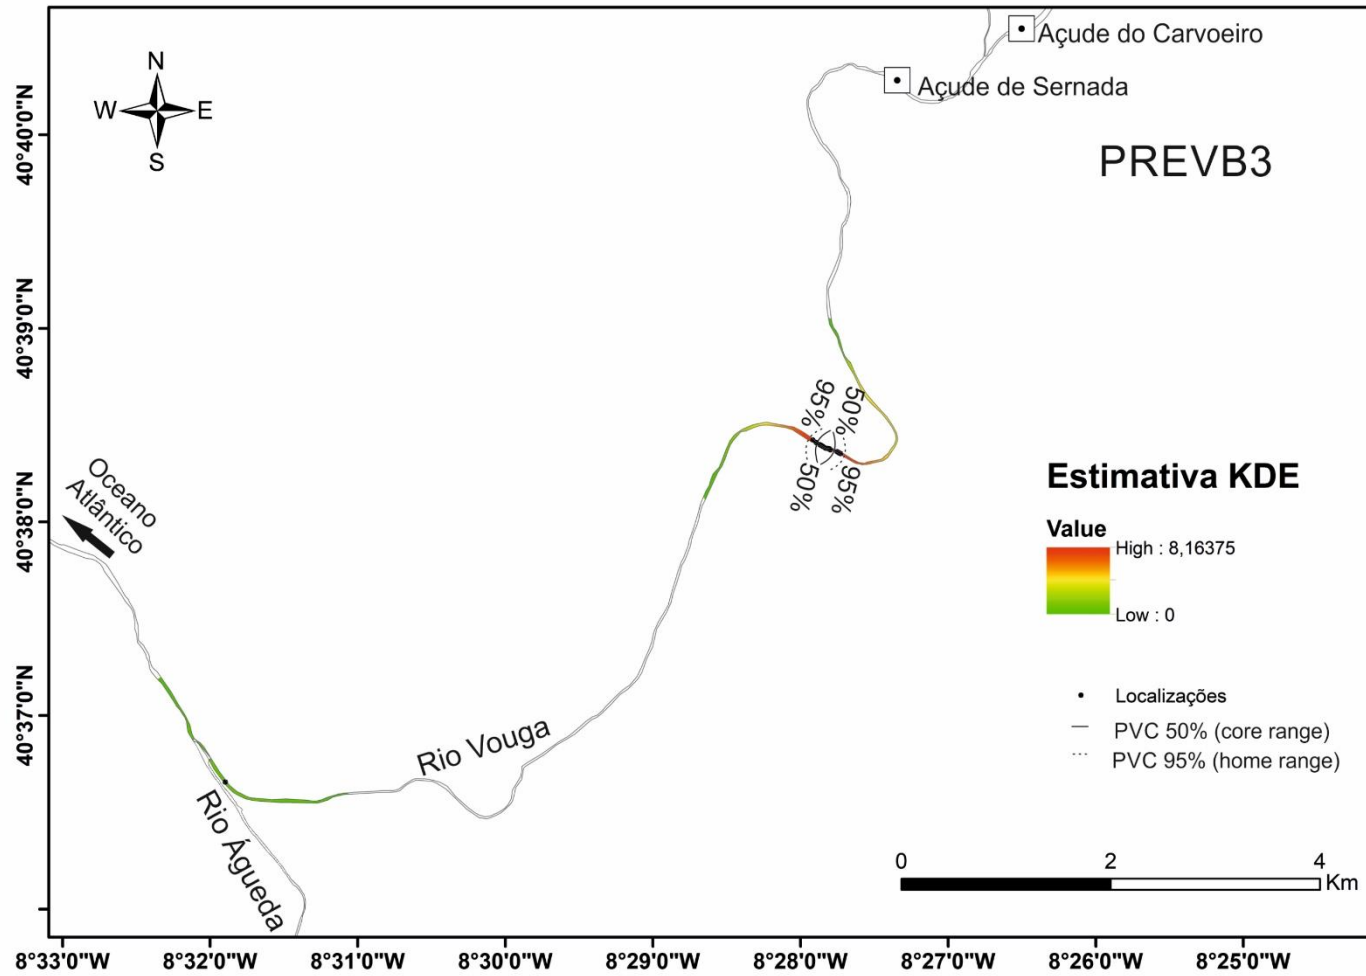 Açude do Carvoeiro
Açude de Sernada
N
W
E
S
PREVB3
40°40'0"N
40°39'0"N
40°38'0"N
40°37'0"N
95%
50%
50%
95%
Oceano
Atlântico
Estimativa KDE
Value
High : 8,16375
Low : 0
Localizações
PVC 50% (core range)
PVC 95% (home range)
Rio Vouga
Rio Águeda
0
2
4
Km
8°33'0"W
8°32'0"W
8°31'0"W
8°30'0"W
8°29'0"W
8°28'0"W
8°27'0"W
8°26'0"W
8°25'0"W